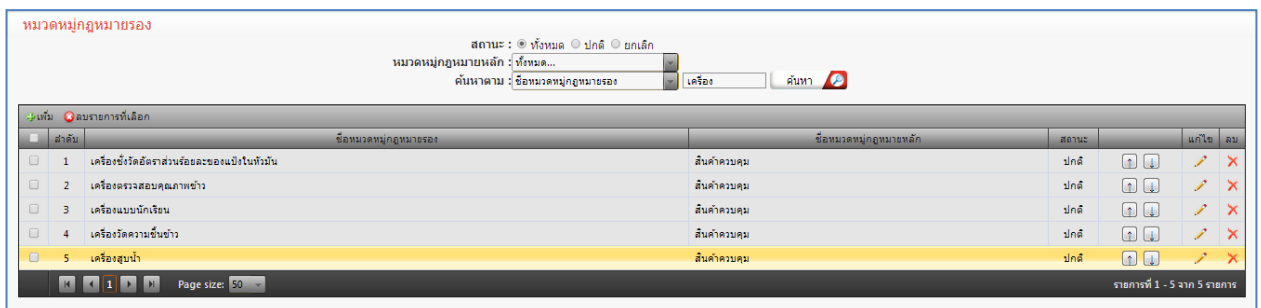 หมวดหมู่กฎหมายรอง
สถานะ : ทั้งหมด ปกติ ยกเลิก
หมวดหมู่กฎหมายหลัก : ทั้งหมด...
ค้นหาตาม : ชื่อหมวดหมู่กฎหมายรอง เครื่อง ค้นหา
เพิ่ม ลบรายการที่เลือก
ลำดับ ชื่อหมวดหมู่กฎหมายรอง ชื่อหมวดหมู่กฎหมายหลัก สถานะ แก้ไข ลบ
1 เครื่องชั่งวัดอัตราส่วนร้อยละของแป้งในหัวมัน สินค้าควบคุม ปกติ
2 เครื่องตรวจสอบคุณภาพข้าว สินค้าควบคุม ปกติ
3 เครื่องแบบนักเรียน สินค้าควบคุม ปกติ
4 เครื่องวัดความชื้นข้าว สินค้าควบคุม ปกติ
5 เครื่องสูบน้ำ สินค้าควบคุม ปกติ
1 Page size: 50 รายการที่ 1 - 5 จาก 5 รายการ